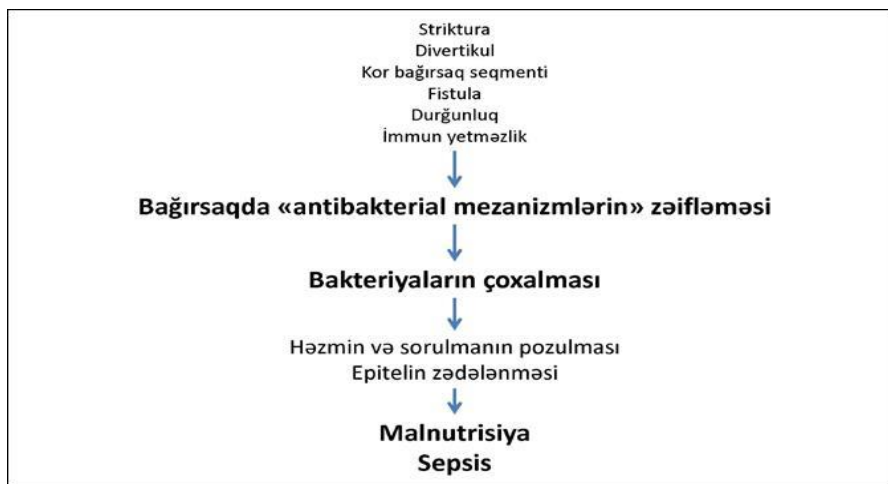 Striktura
Divertikul
Kor bağırsaq seqmenti
Fistula
Durğunluq
İmmun yetməzlik
Bağırsaqda «antibakterial mezanizmlərin» zəifləməsi
Bakteriyaların çoxalması
Həzmin və sorulmanın pozulması
Epitelin zədələnməsi
Malnutrisiya
Sepsis